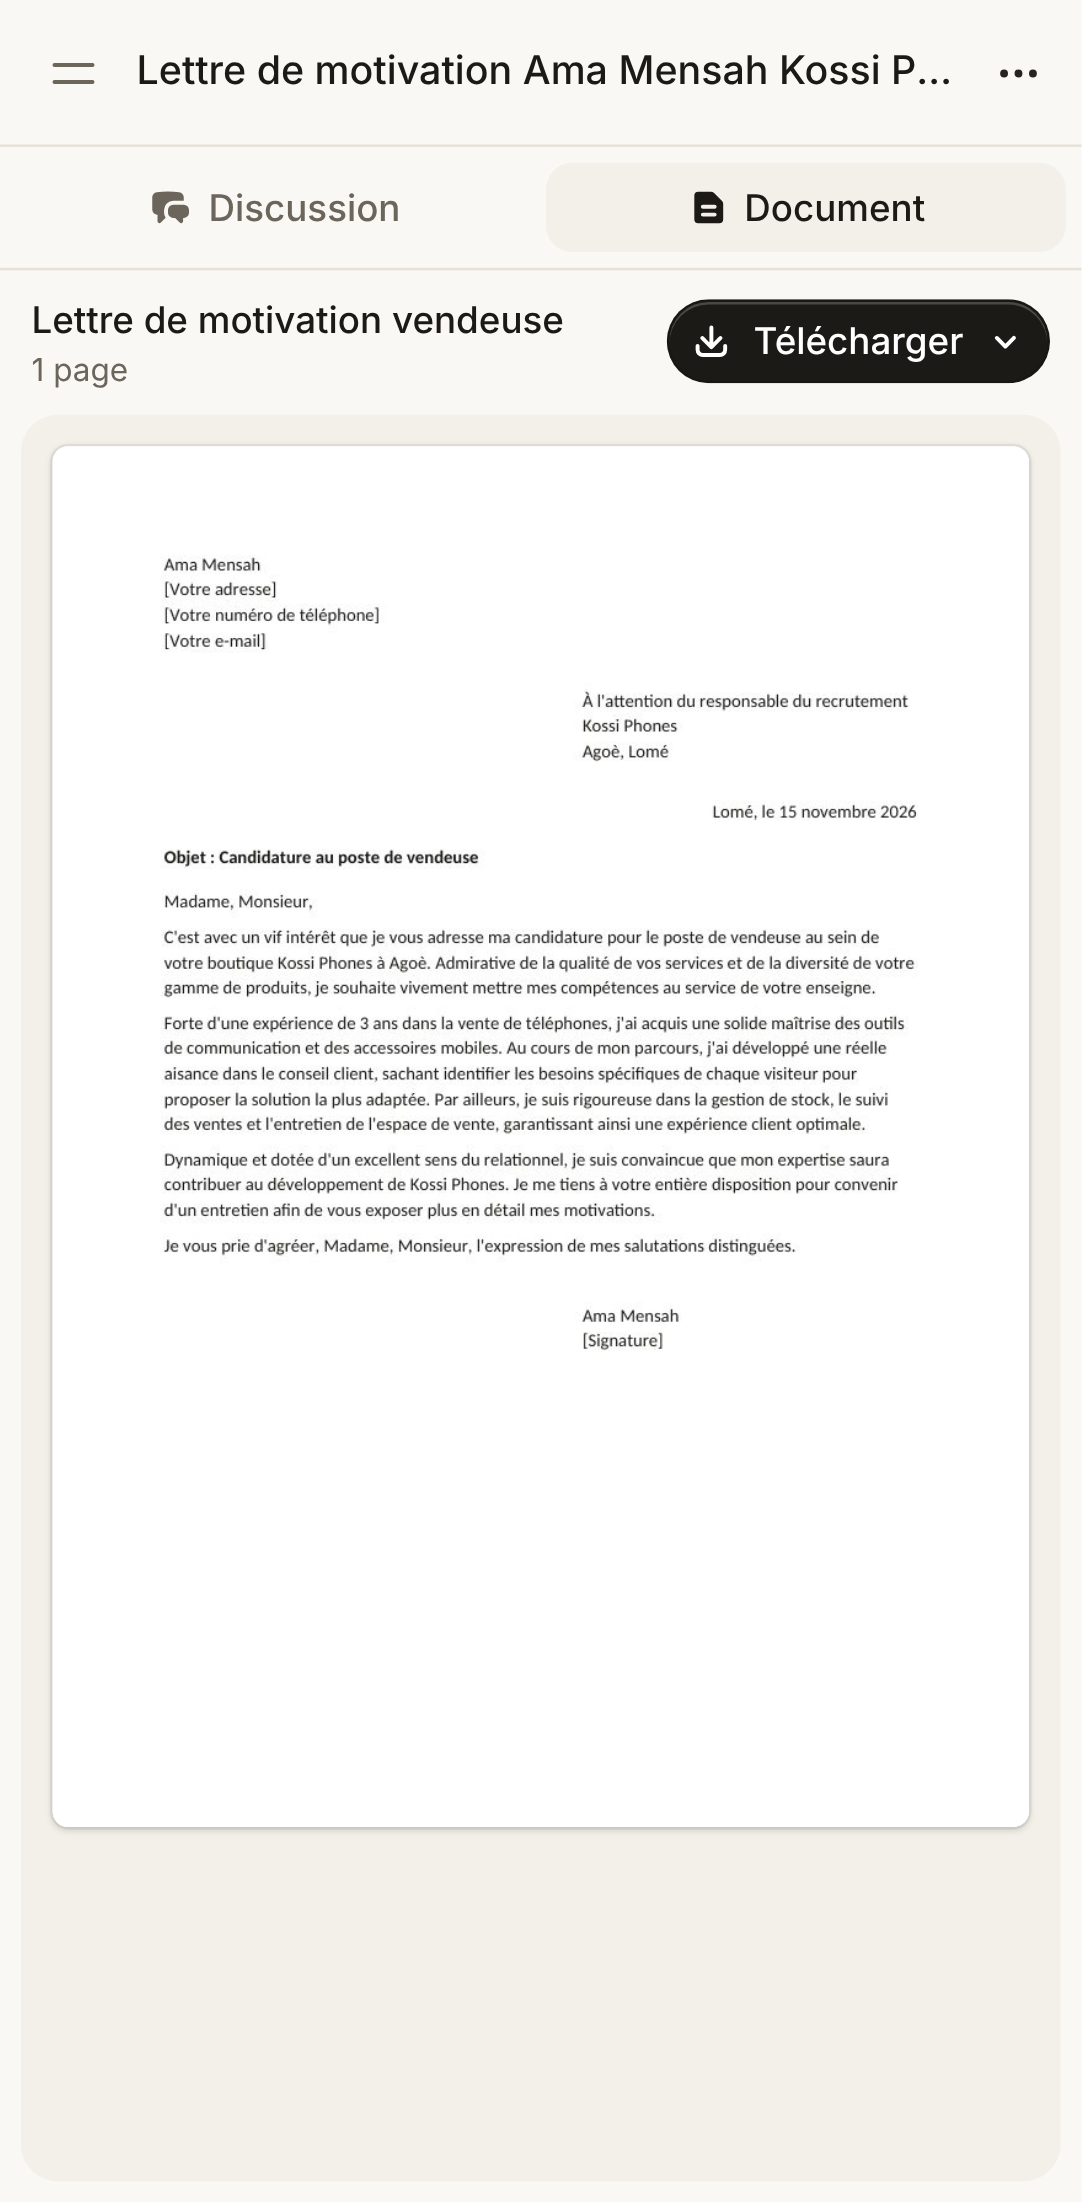 Lettre de motivation Ama Mensah Kossi P...
Discussion
Document
Lettre de motivation vendeuse
1 page
Télécharger
Ama Mensah
[Votre adresse]
[Votre numéro de téléphone]
[Votre e-mail]
À l'attention du responsable du recrutement
Kossi Phones
Agoè, Lomé
Lomé, le 15 novembre 2026
Objet : Candidature au poste de vendeuse
Madame, Monsieur,
C'est avec un vif intérêt que je vous adresse ma candidature pour le poste de vendeuse au sein de
votre boutique Kossi Phones à Agoè. Admirative de la qualité de vos services et de la diversité de votre
gamme de produits, je souhaite vivement mettre mes compétences au service de votre enseigne.
Forte d'une expérience de 3 ans dans la vente de téléphones, j'ai acquis une solide maîtrise des outils
de communication et des accessoires mobiles. Au cours de mon parcours, j'ai développé une réelle
aisance dans le conseil client, sachant identifier les besoins spécifiques de chaque visiteur pour
proposer la solution la plus adaptée. Par ailleurs, je suis rigoureuse dans la gestion de stock, le suivi
des ventes et l'entretien de l'espace de vente, garantissant ainsi une expérience client optimale.
Dynamique et dotée d'un excellent sens du relationnel, je suis convaincue que mon expertise saura
contribuer au développement de Kossi Phones. Je me tiens à votre entière disposition pour convenir
d'un entretien afin de vous exposer plus en détail mes motivations.
Je vous prie d'agréer, Madame, Monsieur, l'expression de mes salutations distinguées.
Ama Mensah
[Signature]